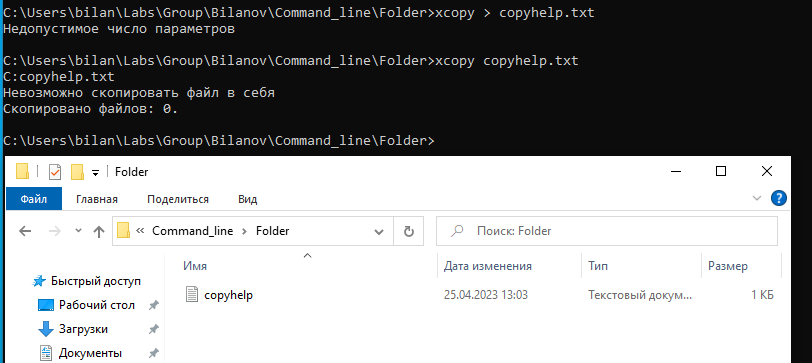 C:\Users\bilan\Labs\Group\Bilanov\Command_line\Folder>xcopy > copyhelp.txt
Недопустимое число параметров
C:\Users\bilan\Labs\Group\Bilanov\Command_line\Folder>xcopy copyhelp.txt
C:copyhelp.txt
Невозможно скопировать файл в себя
Скопировано файлов: 0.
C:\Users\bilan\Labs\Group\Bilanov\Command_line\Folder>
Folder
Файл Главная Поделиться Вид
« Command_line > Folder Поиск: Folder
Имя Дата изменения Тип Размер
Быстрый доступ
copyhelp 25.04.2023 13:03 Текстовый докум... 1 КБ
Рабочий стол
Загрузки
Документы